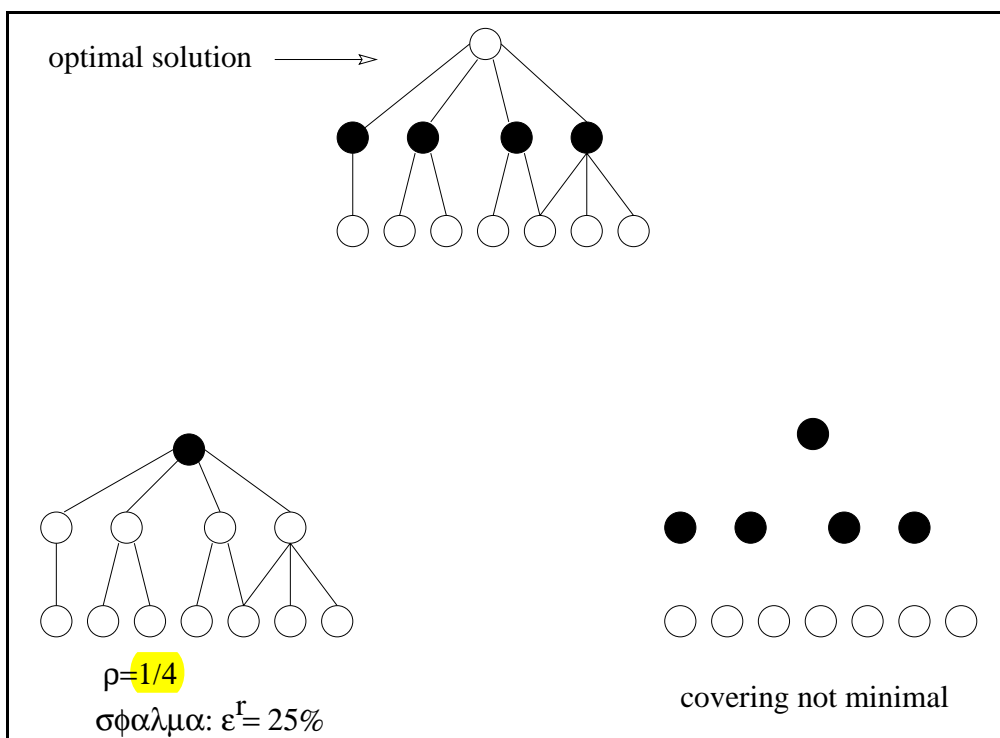 optimal solution
ρ=1/4
σφαλμα: ε^r= 25%
covering not minimal